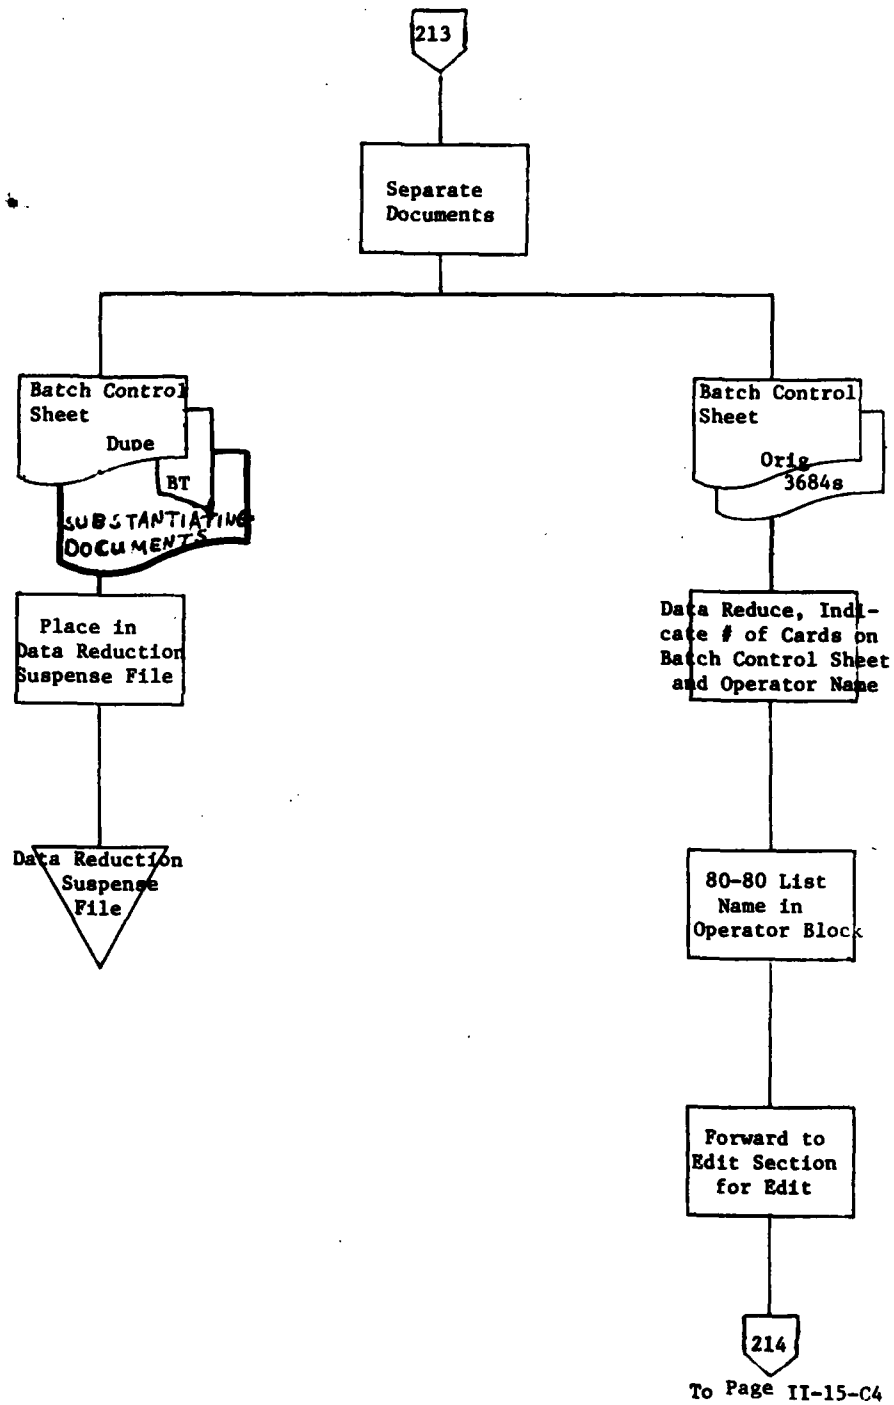 213
Separate
Documents
Batch Control
Sheet
Dupe
BT
SUBSTANTIATING
DOCUMENTS
Place in
Data Reduction
Suspense File
Data Reduction
Suspense
File
Batch Control
Sheet
Orig
3684s
Data Reduce, Indi-
cate # of Cards on
Batch Control Sheet
and Operator Name
80-80 List
Name in
Operator Block
Forward to
Edit Section
for Edit
214
To Page II-15-C4